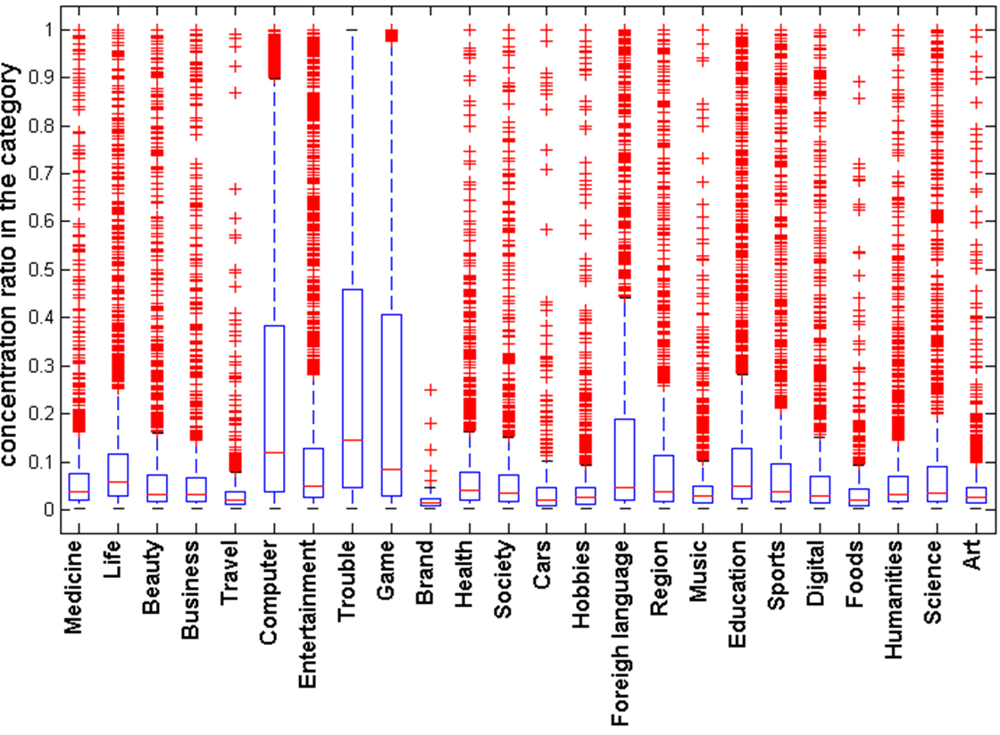 concentration ratio in the category
1
0.9
0.8
0.7
0.6
0.5
0.4
0.3
0.2
0.1
0
Medicine
Life
Beauty
Business
Travel
Computer
Entertainment
Trouble
Game
Brand
Health
Society
Cars
Hobbies
Foreigh language
Region
Music
Education
Sports
Digital
Foods
Humanities
Science
Art